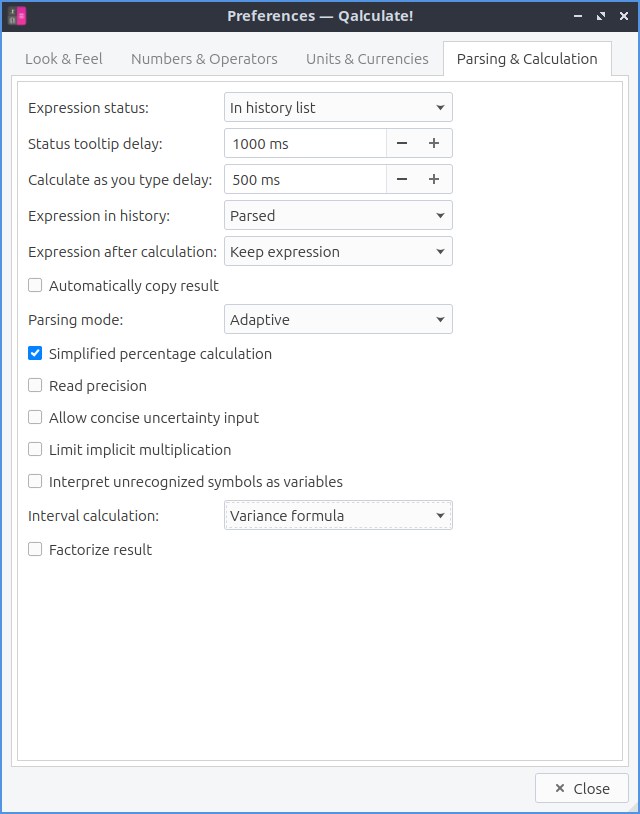 Preferences — Qalculate!
Look & Feel Numbers & Operators Units & Currencies Parsing & Calculation
Expression status: In history list
Status tooltip delay: 1000 ms
Calculate as you type delay: 500 ms
Expression in history: Parsed
Expression after calculation: Keep expression
Automatically copy result
Parsing mode: Adaptive
Simplified percentage calculation
Read precision
Allow concise uncertainty input
Limit implicit multiplication
Interpret unrecognized symbols as variables
Interval calculation: Variance formula
Factorize result
Close